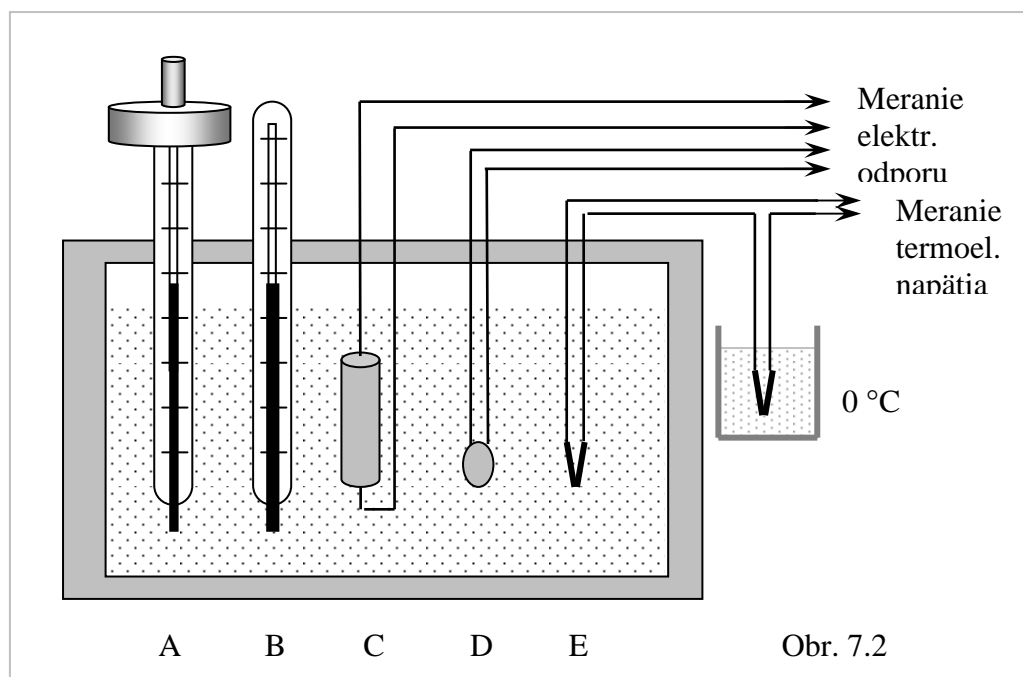 Meranie
elektr.
odporu
Meranie
termoel.
napätia
0 °C
A B C D E Obr. 7.2